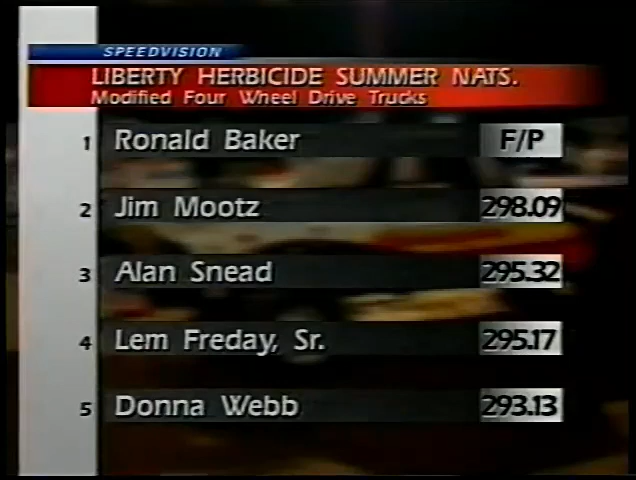 SPEEDVISION
LIBERTY HERBICIDE SUMMER NATS.
Modified Four Wheel Drive Trucks
1 Ronald Baker F/P
2 Jim Mootz 298.09
3 Alan Snead 295.32
4 Lem Freday, Sr. 295.17
5 Donna Webb 293.13